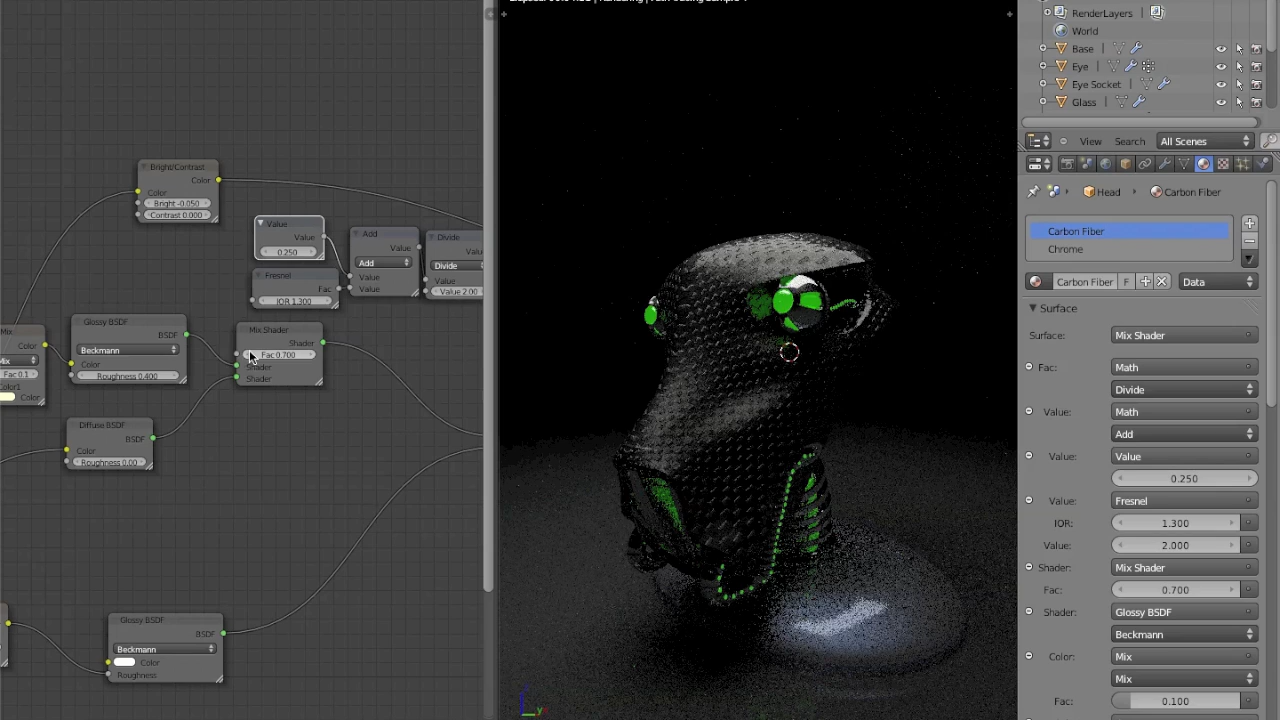 Bright/Contrast
Color
Color
Bright -0.050
Contrast 0.000
Value
Value
0.250
Fresnel
Fac
IOR 1.300
Add
Value
Add
Value
Value
Divide
Divide
Value
Value 2.00
Mix
Color
Mix
Fac 0.1
Color1
Color
Glossy BSDF
BSDF
Beckmann
Color
Roughness 0.400
Mix Shader
Shader
Fac 0.700
Shader
Shader
Diffuse BSDF
BSDF
Color
Roughness 0.00
Glossy BSDF
BSDF
Beckmann
Color
Roughness
RenderLayers
World
Base
Eye
Eye Socket
Glass
View Search All Scenes
Head Carbon Fiber
Carbon Fiber
Chrome
Carbon Fiber F Data
Surface
Surface: Mix Shader
Fac: Math
Divide
Value: Math
Add
Value: Value
0.250
Value: Fresnel
IOR: 1.300
Value: 2.000
Shader: Mix Shader
Fac: 0.700
Shader: Glossy BSDF
Beckmann
Color: Mix
Mix
Fac: 0.100